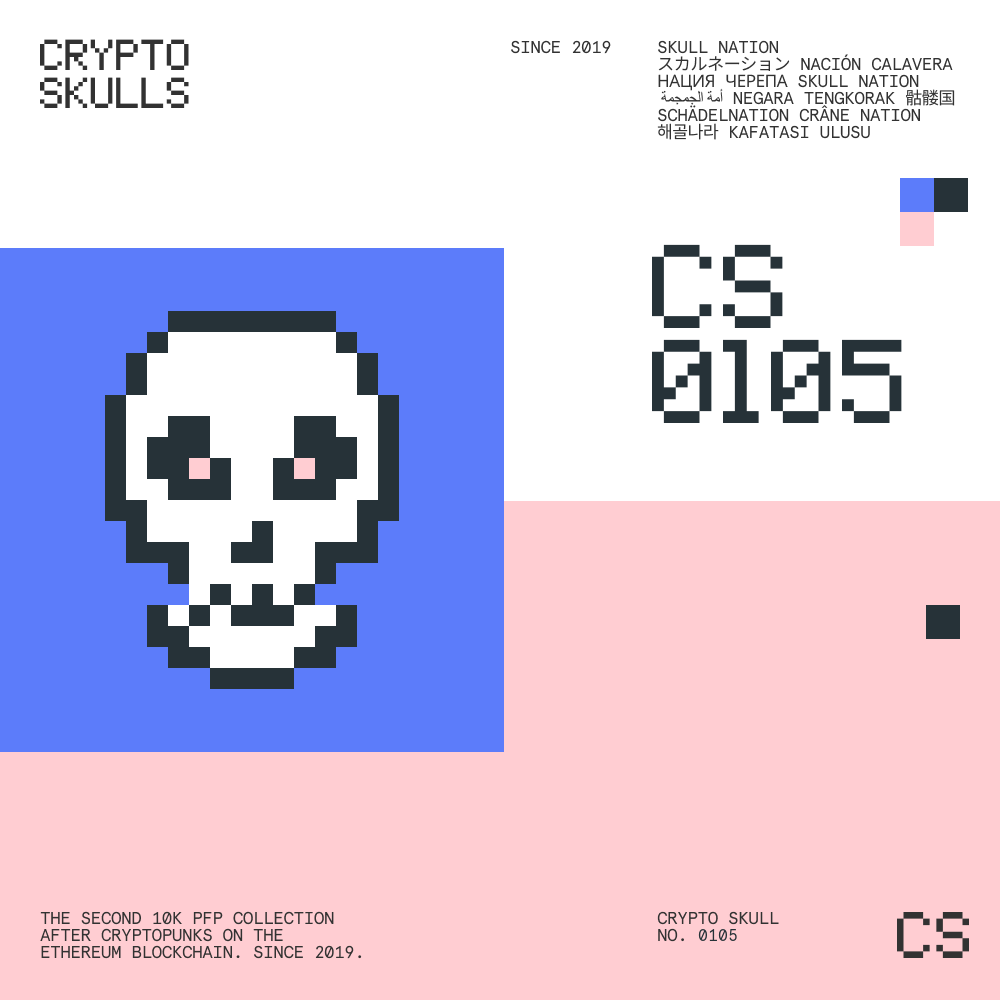 CRYPTO
SKULLS
SINCE 2019
SKULL NATION
スカルネーション NACIÓN CALAVERA
НАЦИЯ ЧЕРЕПА SKULL NATION
أمة الجمجمة NEGARA TENGKORAK 骷髅国
SCHÄDELNATION CRÂNE NATION
해골나라 KAFATASI ULUSU
CS
0105
THE SECOND 10K PFP COLLECTION
AFTER CRYPTOPUNKS ON THE
ETHEREUM BLOCKCHAIN. SINCE 2019.
CRYPTO SKULL
NO. 0105
CS